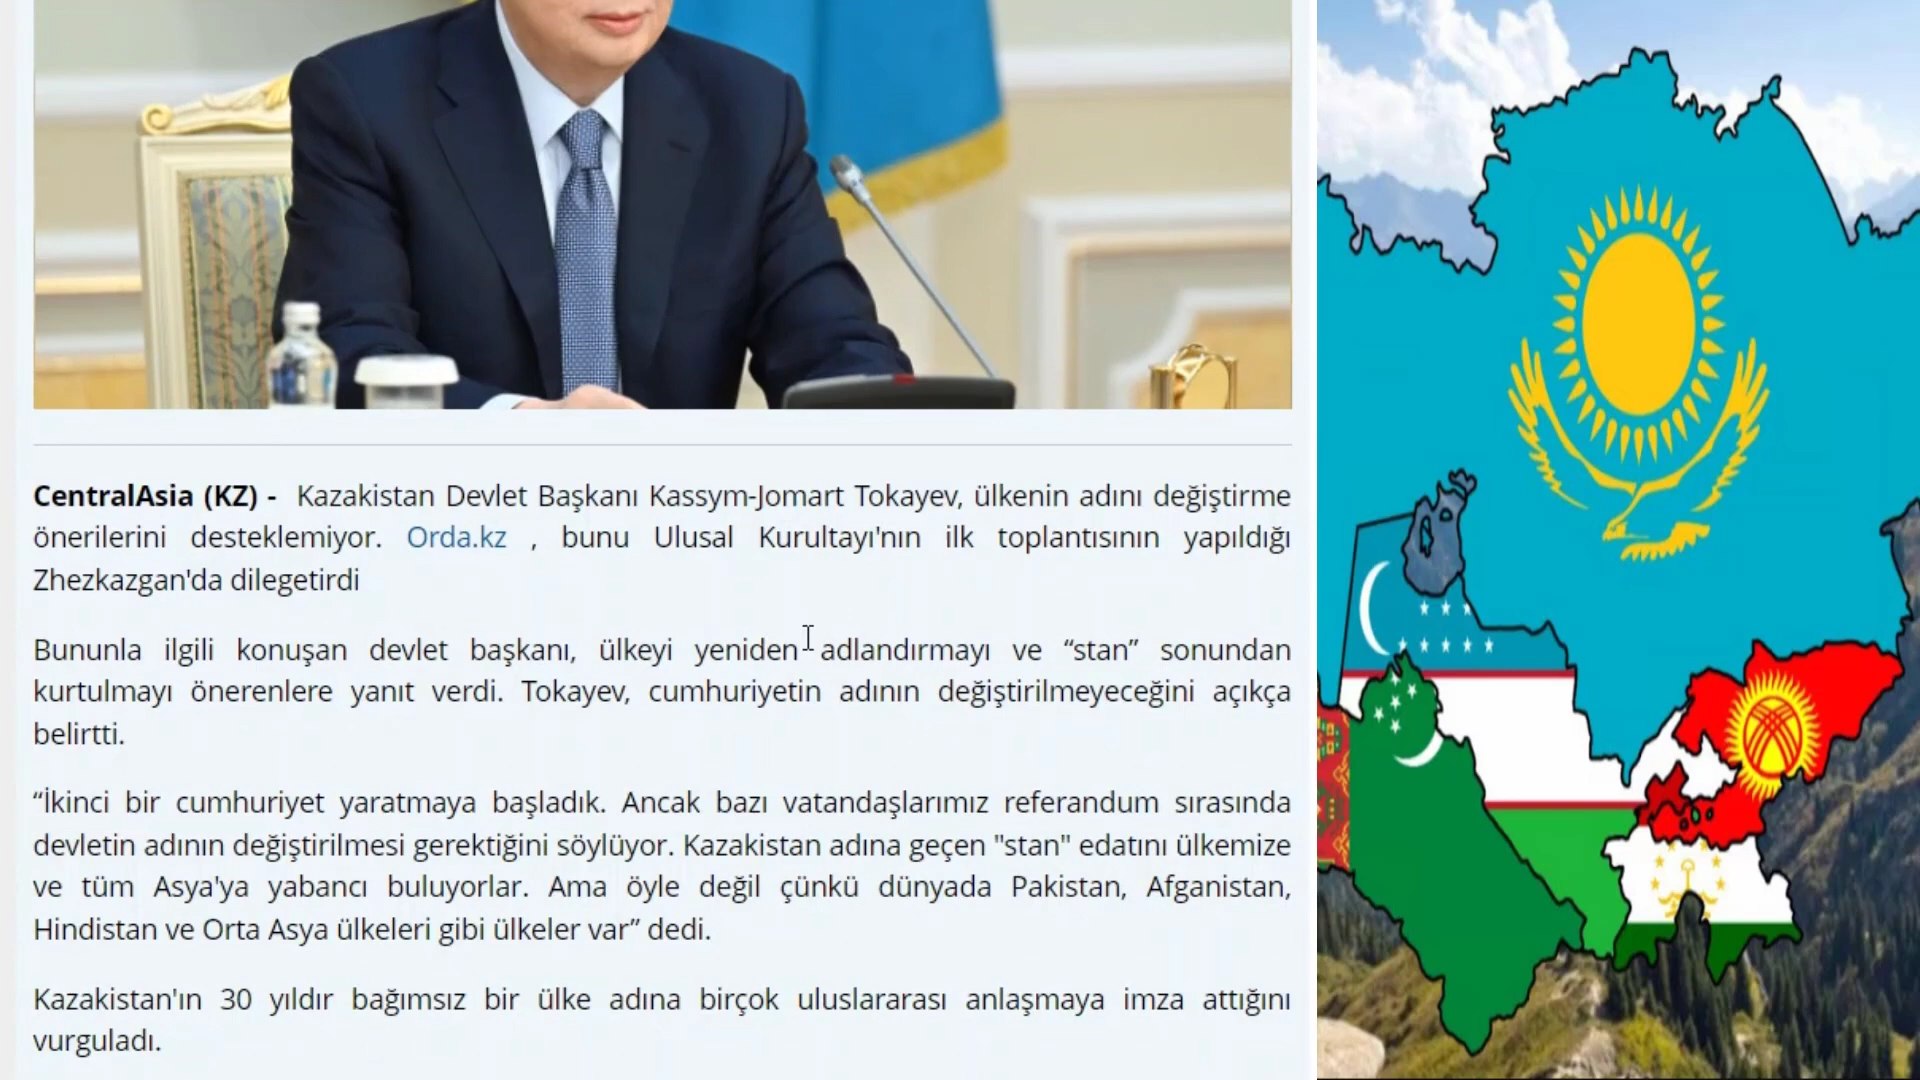 CentralAsia (KZ) - Kazakistan Devlet Başkanı Kassym-Jomart Tokayev, ülkenin adını değiştirme
önerilerini desteklemiyor. Orda.kz , bunu Ulusal Kurultayı'nın ilk toplantısının yapıldığı
Zhezkazgan'da dilegetirdi
Bununla ilgili konuşan devlet başkanı, ülkeyi yeniden adlandırmayı ve “stan” sonundan
kurtulmayı önerenlere yanıt verdi. Tokayev, cumhuriyetin adının değiştirilmeyeceğini açıkça
belirtti.
“İkinci bir cumhuriyet yaratmaya başladık. Ancak bazı vatandaşlarımız referandum sırasında
devletin adının değiştirilmesi gerektiğini söylüyor. Kazakistan adına geçen "stan" edatını ülkemize
ve tüm Asya'ya yabancı buluyorlar. Ama öyle değil çünkü dünyada Pakistan, Afganistan,
Hindistan ve Orta Asya ülkeleri gibi ülkeler var” dedi.
Kazakistan'ın 30 yıldır bağımsız bir ülke adına birçok uluslararası anlaşmaya imza attığını
vurguladı.